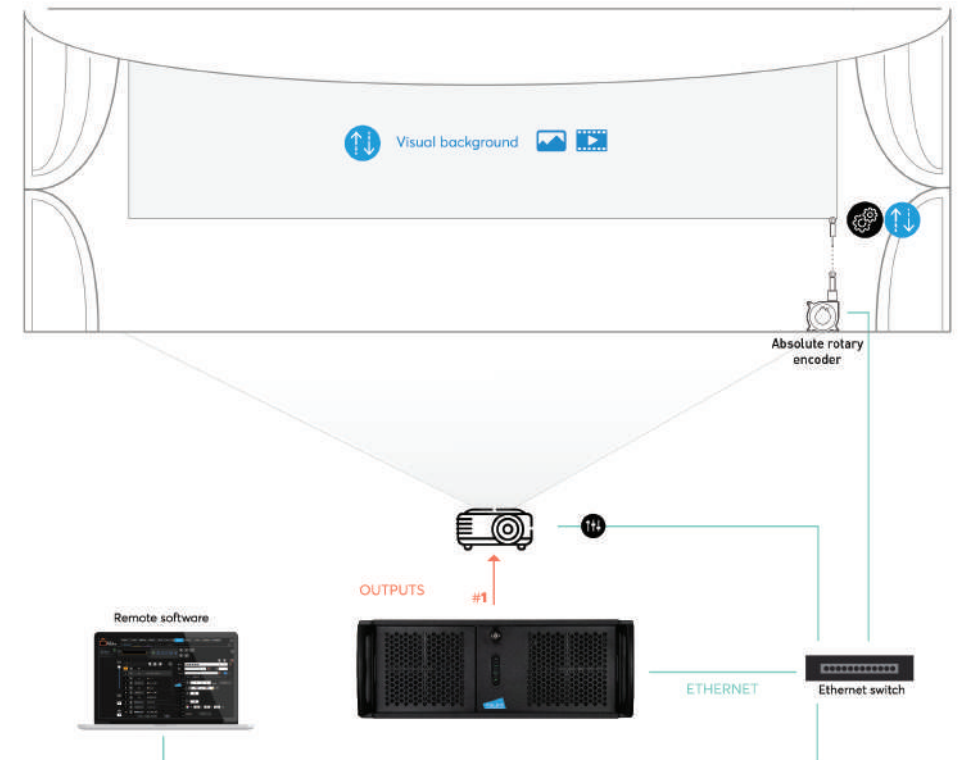 Visual background
Absolute rotary
encoder
OUTPUTS
#1
Remote software
ETHERNET
Ethernet switch